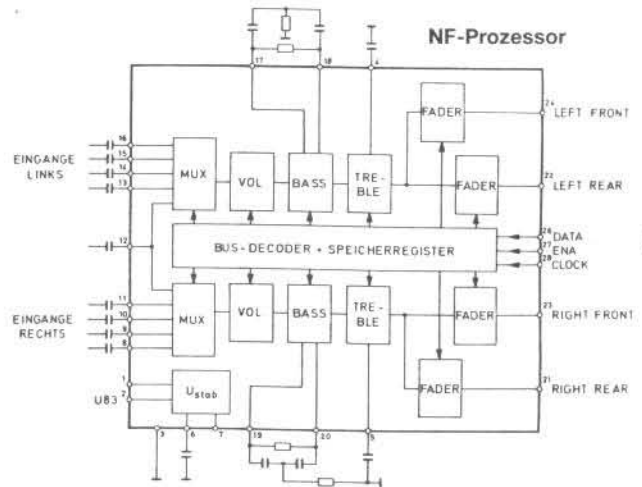 NF-Prozessor
17 18 4
FADER 24 LEFT FRONT
16
15
14
13
EINGANGE
LINKS
MUX VOL BASS TRE-
BLE
FADER 22 LEFT REAR
12
BUS-DECODER + SPEICHERREGISTER
26 DATA
27 ENA
28 CLOCK
11
10
9
8
EINGANGE
RECHTS
MUX VOL BASS TRE-
BLE
FADER 23 RIGHT FRONT
FADER 21 RIGHT REAR
1
U83 2
Ustab
3 6 7 19 20 5